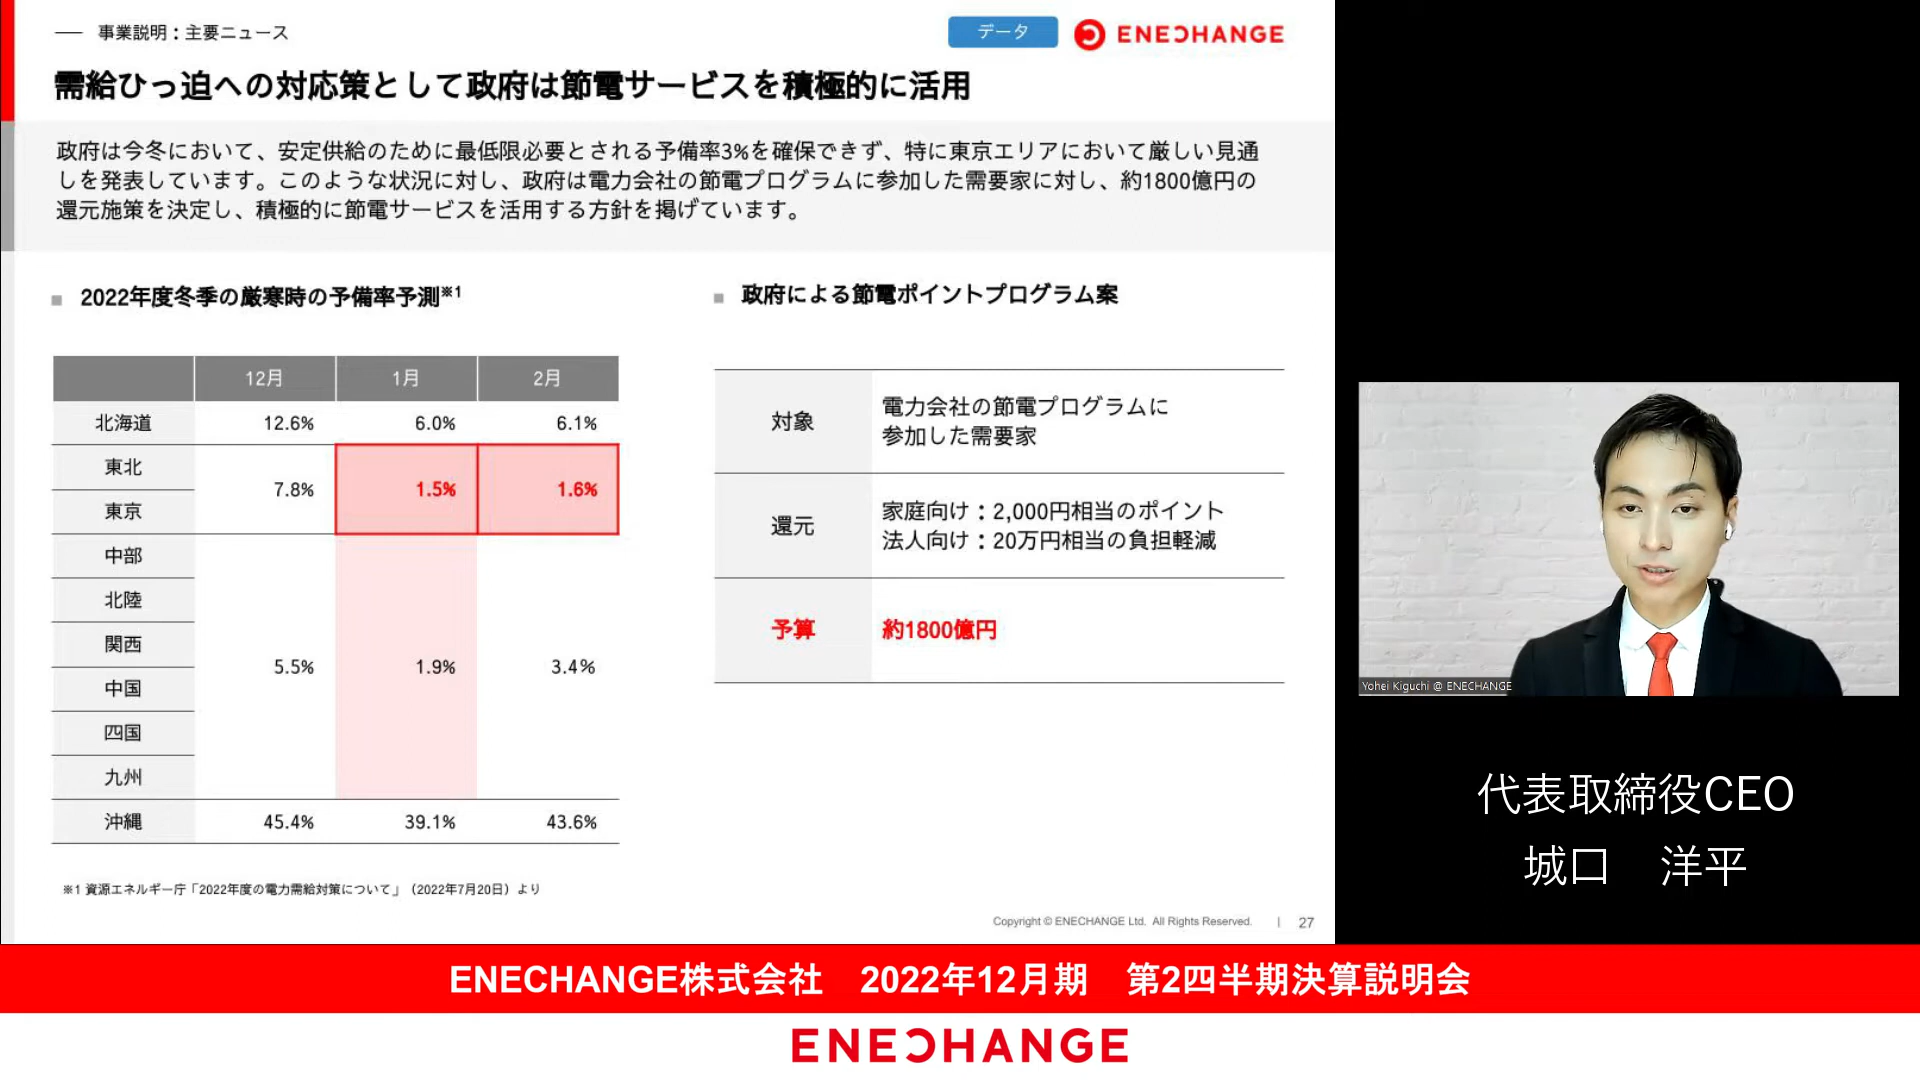 事業説明：主要ニュース
データ
ENECHANGE
需給ひっ迫への対応策として政府は節電サービスを積極的に活用
政府は今冬において、安定供給のために最低限必要とされる予備率3%を確保できず、特に東京エリアにおいて厳しい見通
しを発表しています。このような状況に対し、政府は電力会社の節電プログラムに参加した需要家に対し、約1800億円の
還元施策を決定し、積極的に節電サービスを活用する方針を掲げています。
2022年度冬季の厳寒時の予備率予測※1
12月 1月 2月
北海道 12.6% 6.0% 6.1%
東北
7.8% 1.5% 1.6%
東京
中部
北陸
関西
5.5% 1.9% 3.4%
中国
四国
九州
沖縄 45.4% 39.1% 43.6%
※1 資源エネルギー庁「2022年度の電力需給対策について」（2022年7月20日）より
政府による節電ポイントプログラム案
対象
電力会社の節電プログラムに
参加した需要家
還元
家庭向け：2,000円相当のポイント
法人向け：20万円相当の負担軽減
予算 約1800億円
Copyright © ENECHANGE Ltd. All Rights Reserved. | 27
Yohei Kiguchi @ ENECHANGE
代表取締役CEO
城口　洋平
ENECHANGE株式会社　2022年12月期　第2四半期決算説明会
ENECHANGE